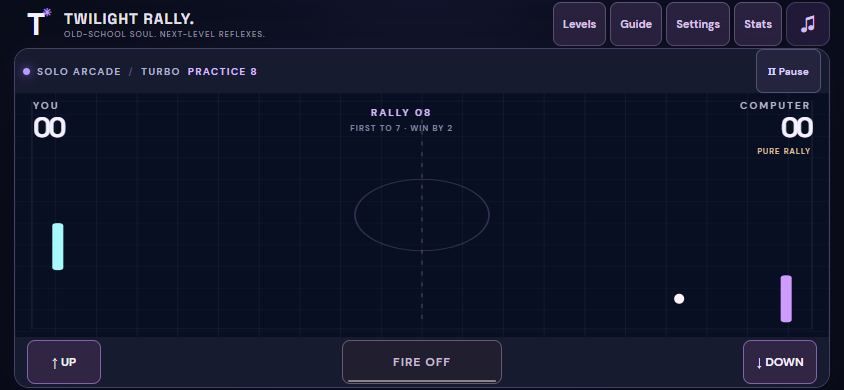 T*
TWILIGHT RALLY.
OLD-SCHOOL SOUL. NEXT-LEVEL REFLEXES.
Levels
Guide
Settings
Stats
SOLO ARCADE / TURBO PRACTICE 8
Pause
YOU
00
RALLY 08
FIRST TO 7 · WIN BY 2
COMPUTER
00
PURE RALLY
↑ UP
FIRE OFF
↓ DOWN